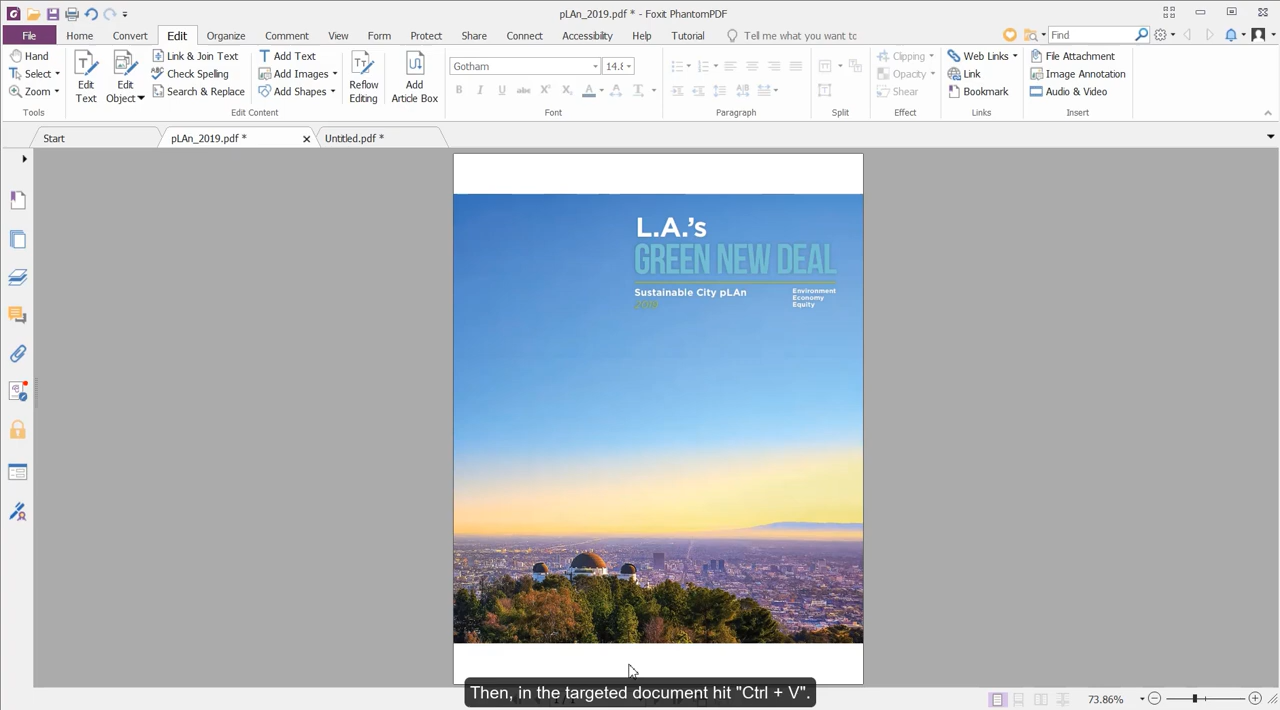 pLAn_2019.pdf * - Foxit PhantomPDF
File Home Convert Edit Organize Comment View Form Protect Share Connect Accessibility Help Tutorial Tell me what you want tc Find
Hand
Select
Zoom
Tools
Edit Text
Edit Object
Link & Join Text
Check Spelling
Search & Replace
Add Text
Add Images
Add Shapes
Edit Content
Reflow Editing
Add Article Box
Gotham
Font
Paragraph
Split
Clipping
Opacity
Shear
Effect
Web Links
Link
Bookmark
Links
File Attachment
Image Annotation
Audio & Video
Insert
Start pLAn_2019.pdf * Untitled.pdf *
L.A.'s
GREEN NEW DEAL
Sustainable City pLAn
Environment
Economy
Equity
Then, in the targeted document hit "Ctrl + V".
73.86%